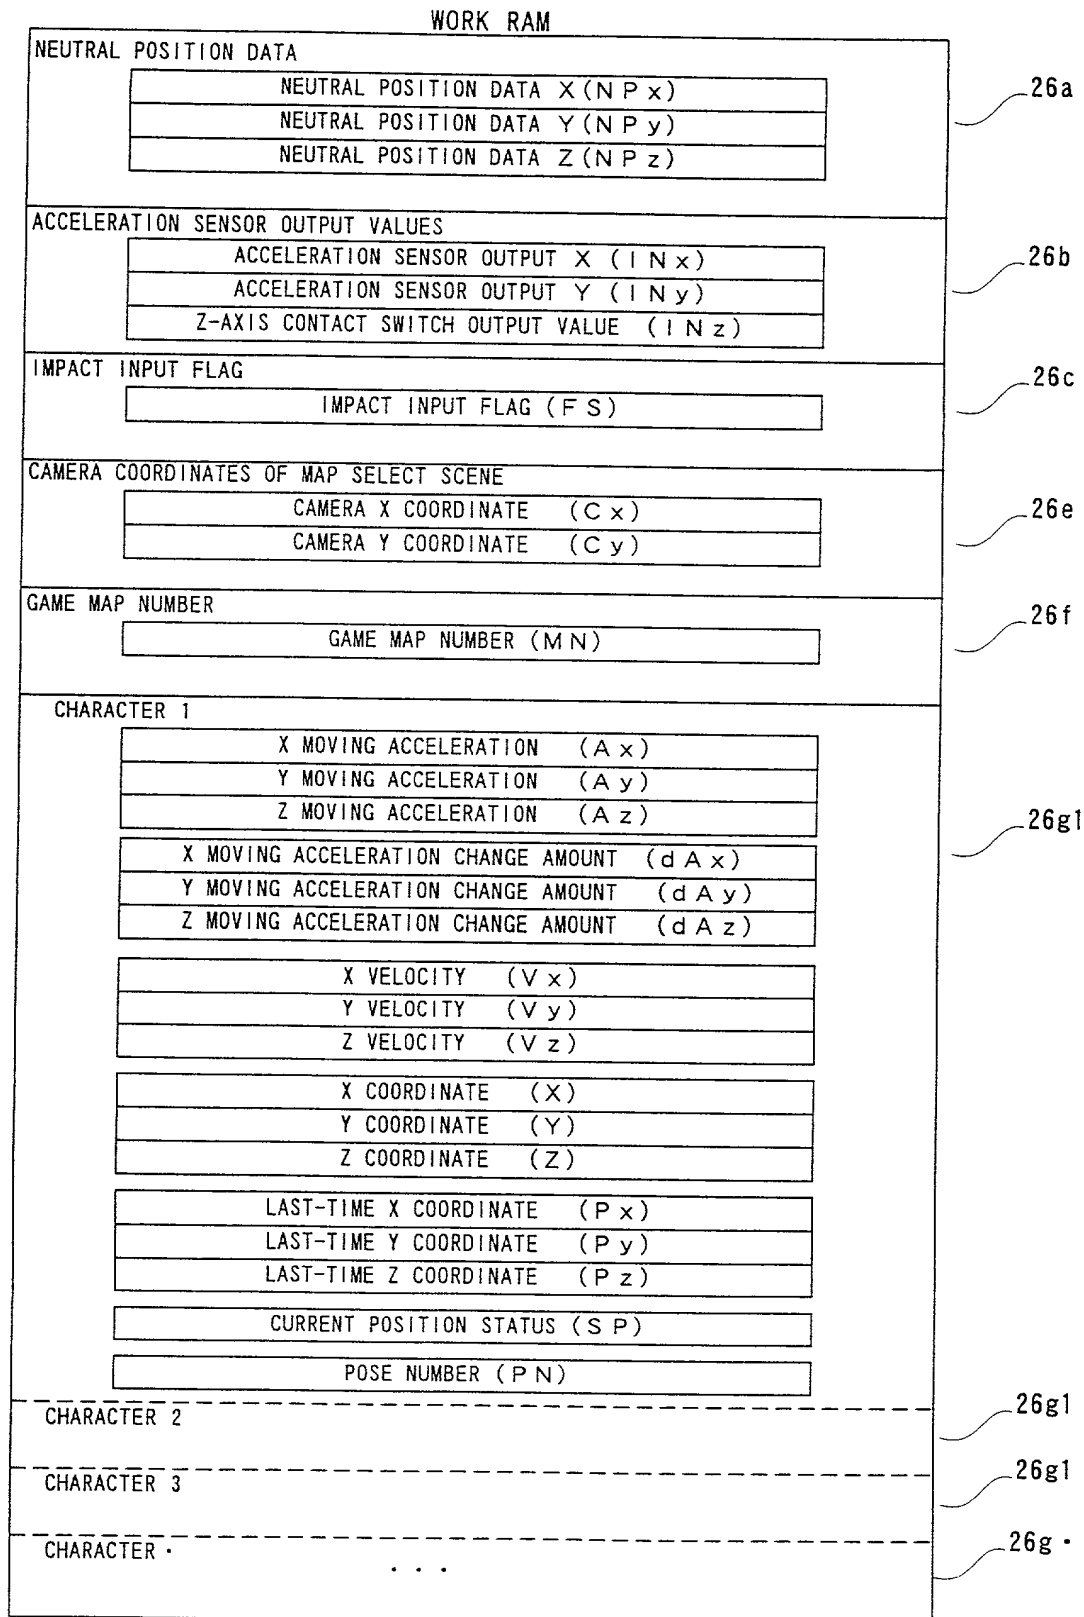 WORK RAM
NEUTRAL POSITION DATA
NEUTRAL POSITION DATA X (NPx)
26a
NEUTRAL POSITION DATA Y (NPy)
NEUTRAL POSITION DATA Z (NPz)
ACCELERATION SENSOR OUTPUT VALUES
ACCELERATION SENSOR OUTPUT X (INx)
26b
ACCELERATION SENSOR OUTPUT Y (INy)
Z-AXIS CONTACT SWITCH OUTPUT VALUE (INz)
IMPACT INPUT FLAG
26c
IMPACT INPUT FLAG (FS)
CAMERA COORDINATES OF MAP SELECT SCENE
CAMERA X COORDINATE (Cx)
26e
CAMERA Y COORDINATE (Cy)
GAME MAP NUMBER
26f
GAME MAP NUMBER (MN)
CHARACTER 1
X MOVING ACCELERATION (Ax)
Y MOVING ACCELERATION (Ay)
Z MOVING ACCELERATION (Az)
26g1
X MOVING ACCELERATION CHANGE AMOUNT (dAx)
Y MOVING ACCELERATION CHANGE AMOUNT (dAy)
Z MOVING ACCELERATION CHANGE AMOUNT (dAz)
X VELOCITY (Vx)
Y VELOCITY (Vy)
Z VELOCITY (Vz)
X COORDINATE (X)
Y COORDINATE (Y)
Z COORDINATE (Z)
LAST-TIME X COORDINATE (Px)
LAST-TIME Y COORDINATE (Py)
LAST-TIME Z COORDINATE (Pz)
CURRENT POSITION STATUS (SP)
POSE NUMBER (PN)
26g1
CHARACTER 2
26g1
CHARACTER 3
26g ·
CHARACTER ·
· · ·